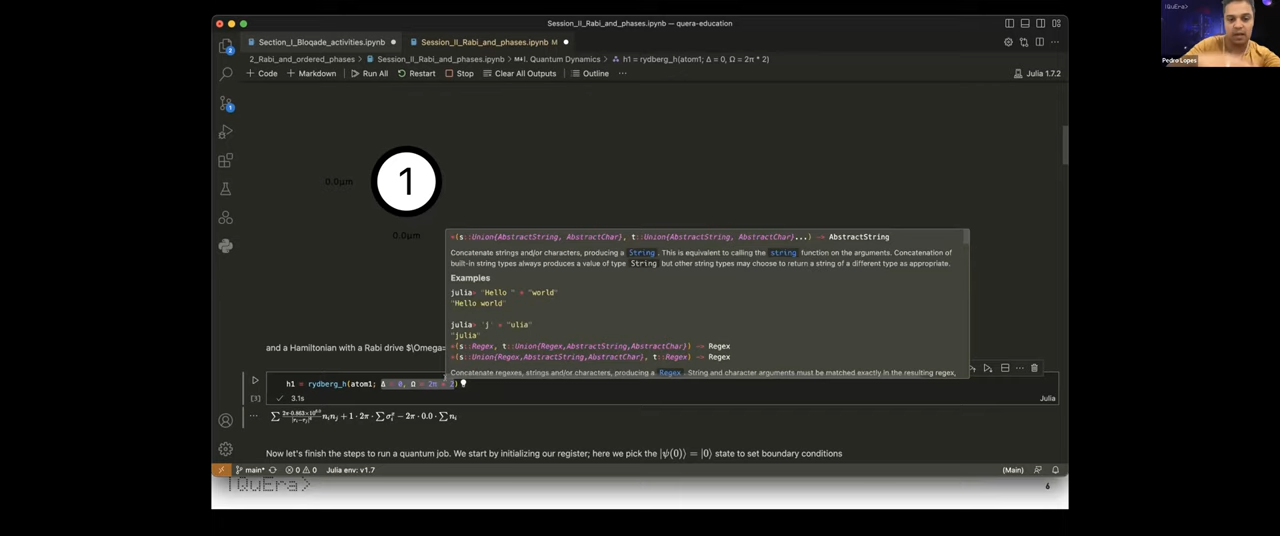 |QuEra⟩
Pedro Lopes
Session_II_Rabi_and_phases.ipynb — quera-education
Section_I_Bloqade_activities.ipynb
Session_II_Rabi_and_phases.ipynb M
2_Rabi_and_ordered_phases > Session_II_Rabi_and_phases.ipynb > M↓I. Quantum Dynamics > h1 = rydberg_h(atom1; Δ = 0, Ω = 2π * 2)
+ Code + Markdown Run All Restart Stop Clear All Outputs Outline ... Julia 1.7.2
2
1
1
0.0μm
0.0μm
*(s::Union{AbstractString, AbstractChar}, t::Union{AbstractString, AbstractChar}...) -> AbstractString
Concatenate strings and/or characters, producing a String. This is equivalent to calling the string function on the arguments. Concatenation of
built-in string types always produces a value of type String but other string types may choose to return a string of a different type as appropriate.
Examples
julia> "Hello " * "world"
"Hello world"
julia> 'j' * "ulia"
"julia"
*(s::Regex, t::Union{Regex,AbstractString,AbstractChar}) -> Regex
*(s::Union{Regex,AbstractString,AbstractChar}, t::Regex) -> Regex
Concatenate regexes, strings and/or characters, producing a Regex. String and character arguments must be matched exactly in the resulting regex,
and a Hamiltonian with a Rabi drive $\Omega=
h1 = rydberg_h(atom1; Δ = 0, Ω = 2π * 2)
[3] ✓ 3.1s Julia
Now let's finish the steps to run a quantum job. We start by initializing our register; here we pick the |ψ(0)⟩ = |0⟩ state to set boundary conditions
main* 0 0 Julia env: v1.7 (Main)
|QuEra⟩
6